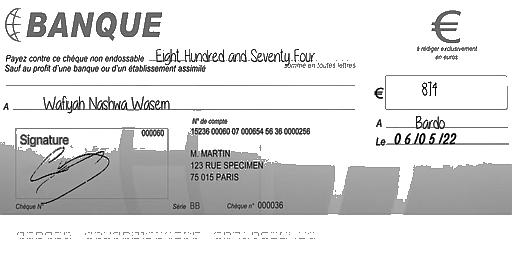 BANQUE
€
à rédiger exclusivement
en euros
Payez contre ce chèque non endossable Eight Hundred and Seventy Four
Sauf au profit d'une banque ou d'un établissement assimilé
somme en toutes lettres
€ 874
A Wafiyah Nashwa Wasem
A Bardo
Le 06/05/22
N° de compte
000060
15236 00060 07 000654 56 36 0000256
Signature
M. MARTIN
123 RUE SPECIMEN
75 015 PARIS
Chèque N°
Série BB
Chèque n° 000036